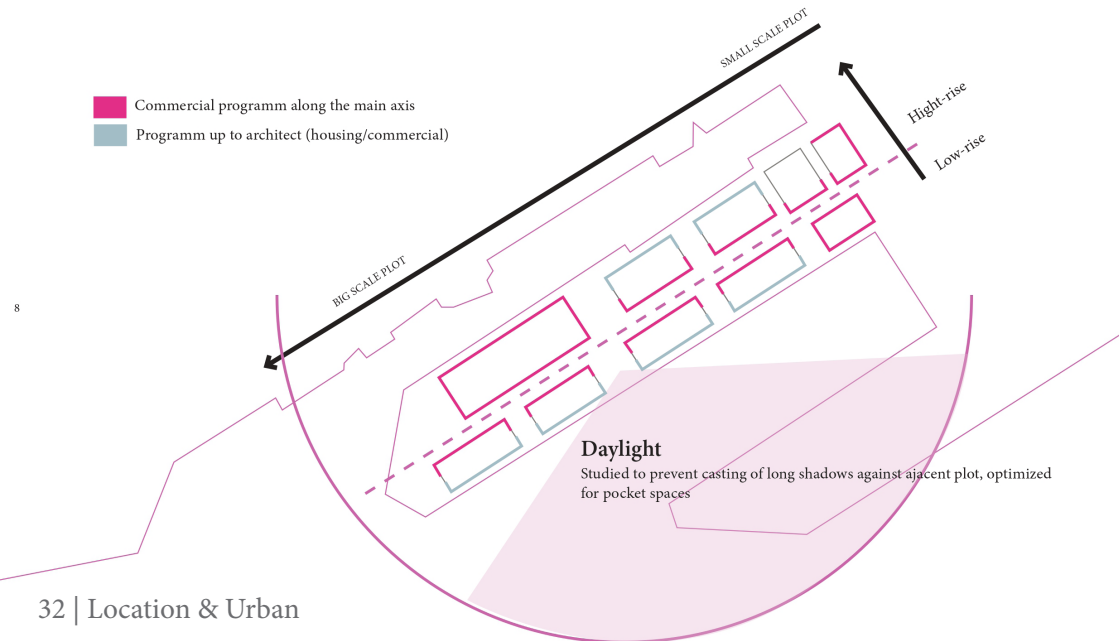 SMALL SCALE PLOT
Hight-rise
Low-rise
Commercial programm along the main axis
Programm up to architect (housing/commercial)
BIG SCALE PLOT
8
Daylight
Studied to prevent casting of long shadows against ajacent plot, optimized
for pocket spaces
32 | Location & Urban